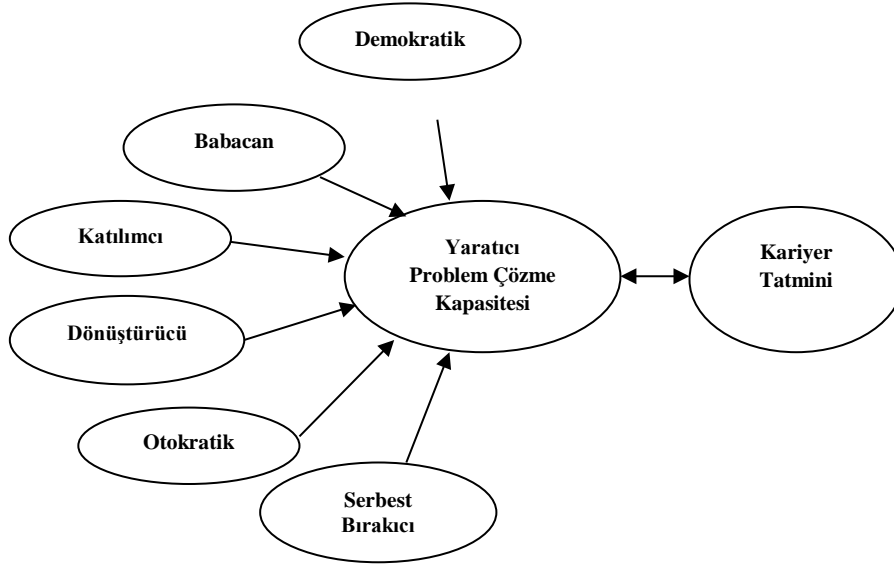 Demokratik
Babacan
Katılımcı
Dönüştürücü
Otokratik
Serbest
Bırakıcı
Yaratıcı
Problem Çözme
Kapasitesi
Kariyer
Tatmini